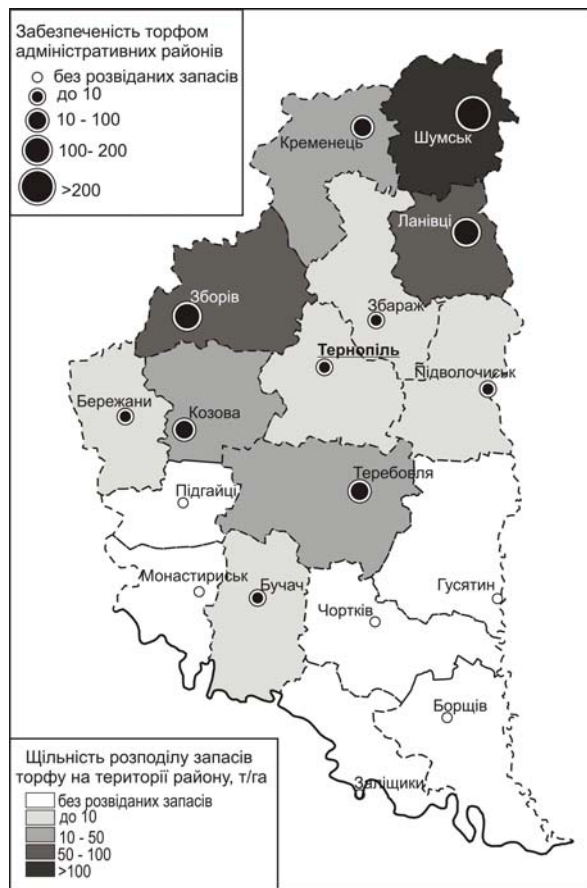 Забезпеченість торфом
адміністративних районів
без розвіданих запасів
до 10
10 - 100
100- 200
>200
Кременець
Шумськ
Ланівці
Зборів
Збараж
Тернопіль
Підволочиськ
Бережани
Козова
Теребовля
Підгайці
Монастириськ
Бучач
Гусятин
Чортків
Борщів
Заліщики
Щільність розподілу запасів
торфу на території району, т/га
без розвіданих запасів
до 10
10 - 50
50 - 100
>100